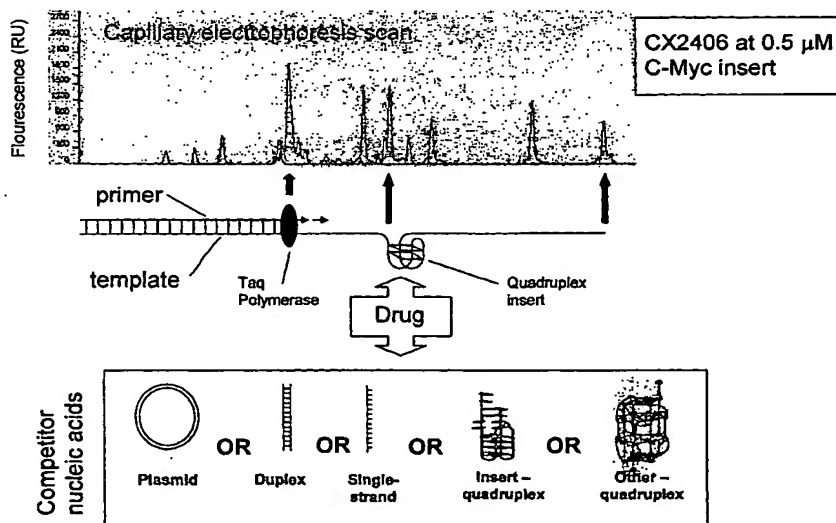 Capillary electrophoresis scan
CX2406 at 0.5 µM
C-Myc insert
Flourescence (RU)
primer
template
Taq
Polymerase
Quadruplex
insert
Drug
Competitor
nucleic acids
Plasmid
OR
Duplex
OR
Single-
strand
OR
Insert –
quadruplex
OR
Other –
quadruplex